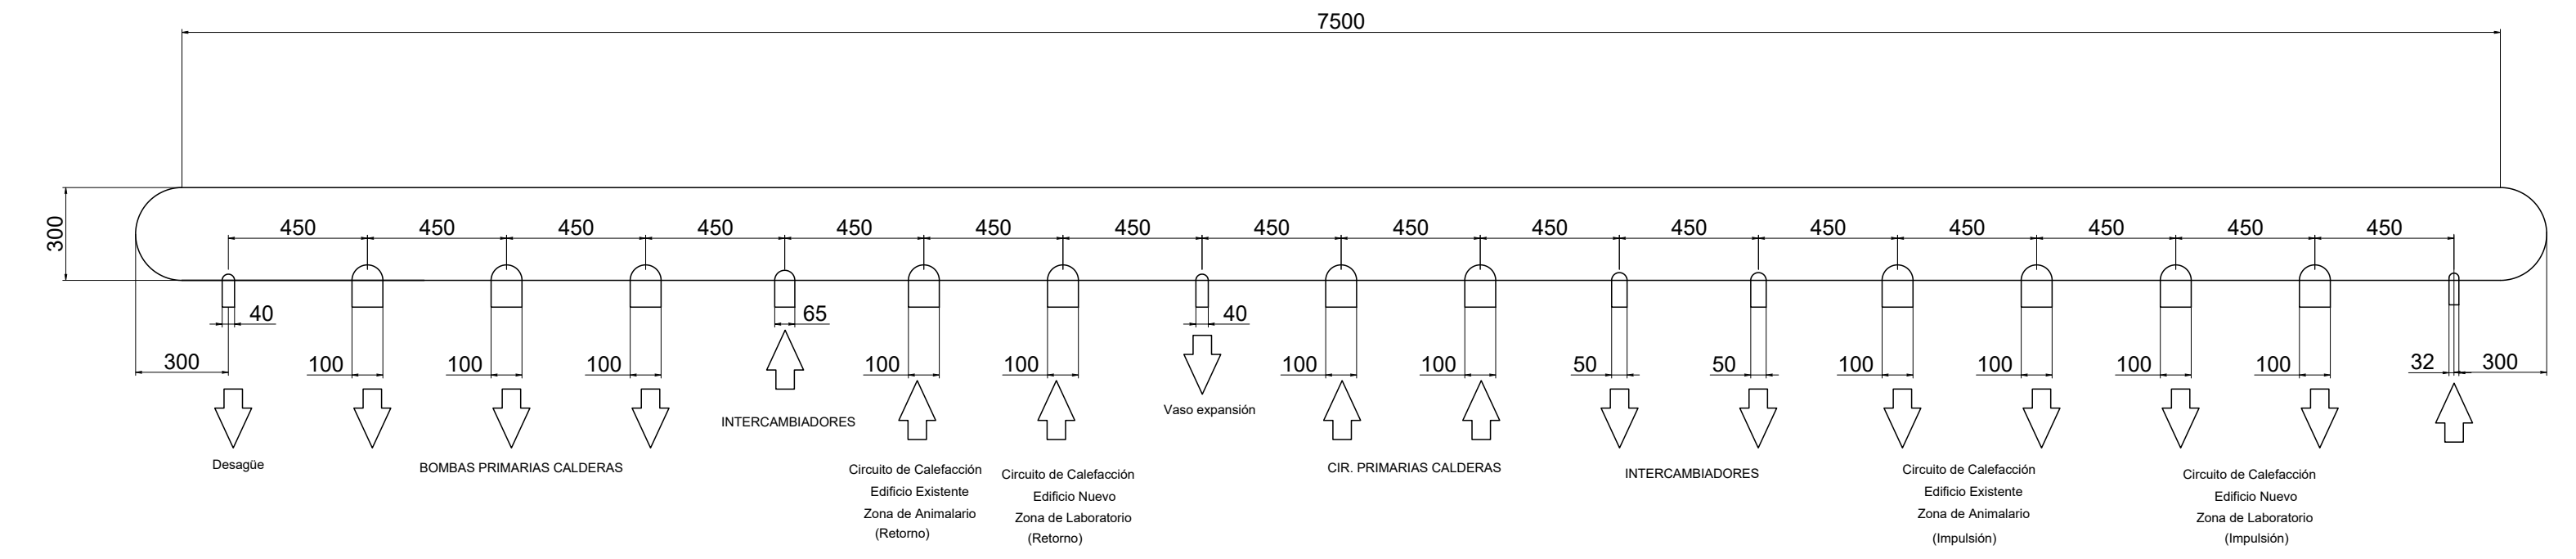 7500
300
450 450 450 450 450 450 450 450 450 450 450 450 450 450 450 450
40 65 40
300 100 100 100 100 100 100 100 50 50 100 100 100 100 32 300
Desagüe
BOMBAS PRIMARIAS CALDERAS
INTERCAMBIADORES
Circuito de Calefacción
Edificio Existente
Zona de Animalario
(Retorno)
Circuito de Calefacción
Edificio Nuevo
Zona de Laboratorio
(Retorno)
Vaso expansión
CIR. PRIMARIAS CALDERAS
INTERCAMBIADORES
Circuito de Calefacción
Edificio Existente
Zona de Animalario
(Impulsión)
Circuito de Calefacción
Edificio Nuevo
Zona de Laboratorio
(Impulsión)